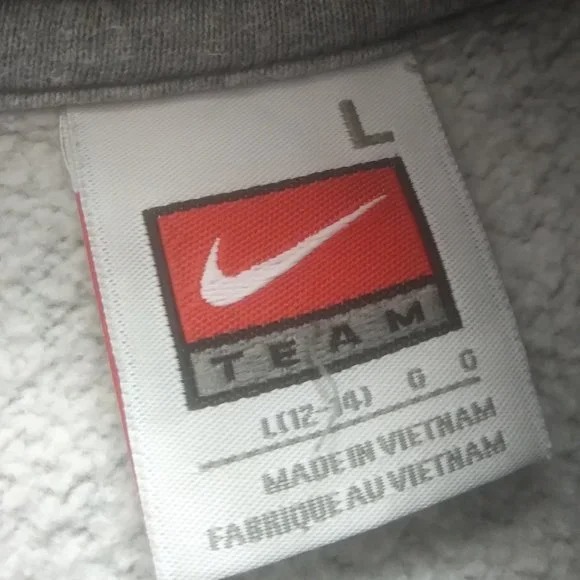 L
TEAM
L(12-14) G G
MADE IN VIETNAM
FABRIQUE AU VIETNAM